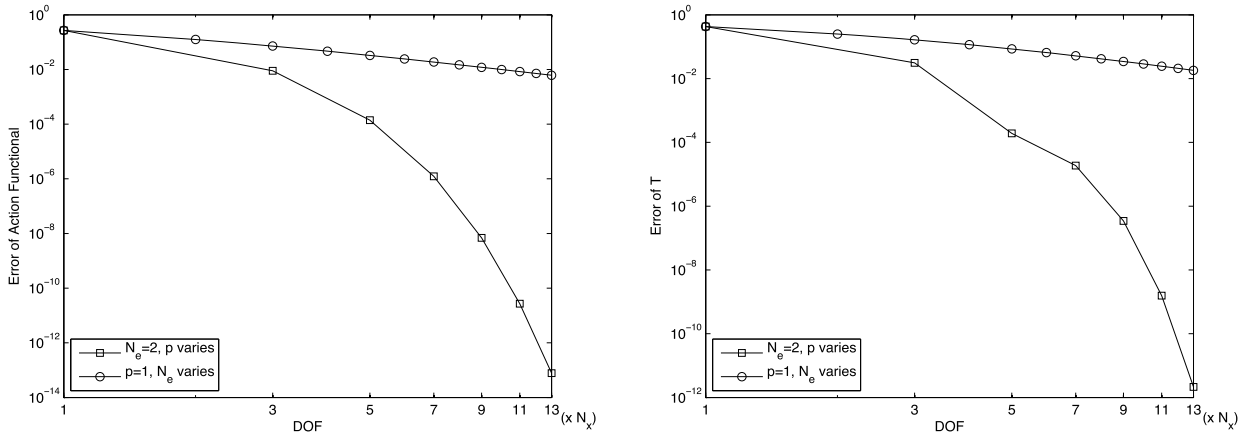 10^0
10^-2
10^-4
10^-6
10^-8
10^-10
10^-12
10^-14
Error of Action Functional
N_e=2, p varies
p=1, N_e varies
1 3 5 7 9 11 13 (x N_x)
DOF
10^0
10^-2
10^-4
10^-6
10^-8
10^-10
10^-12
Error of T
N_e=2, p varies
p=1, N_e varies
1 3 5 7 9 11 13 (x N_x)
DOF